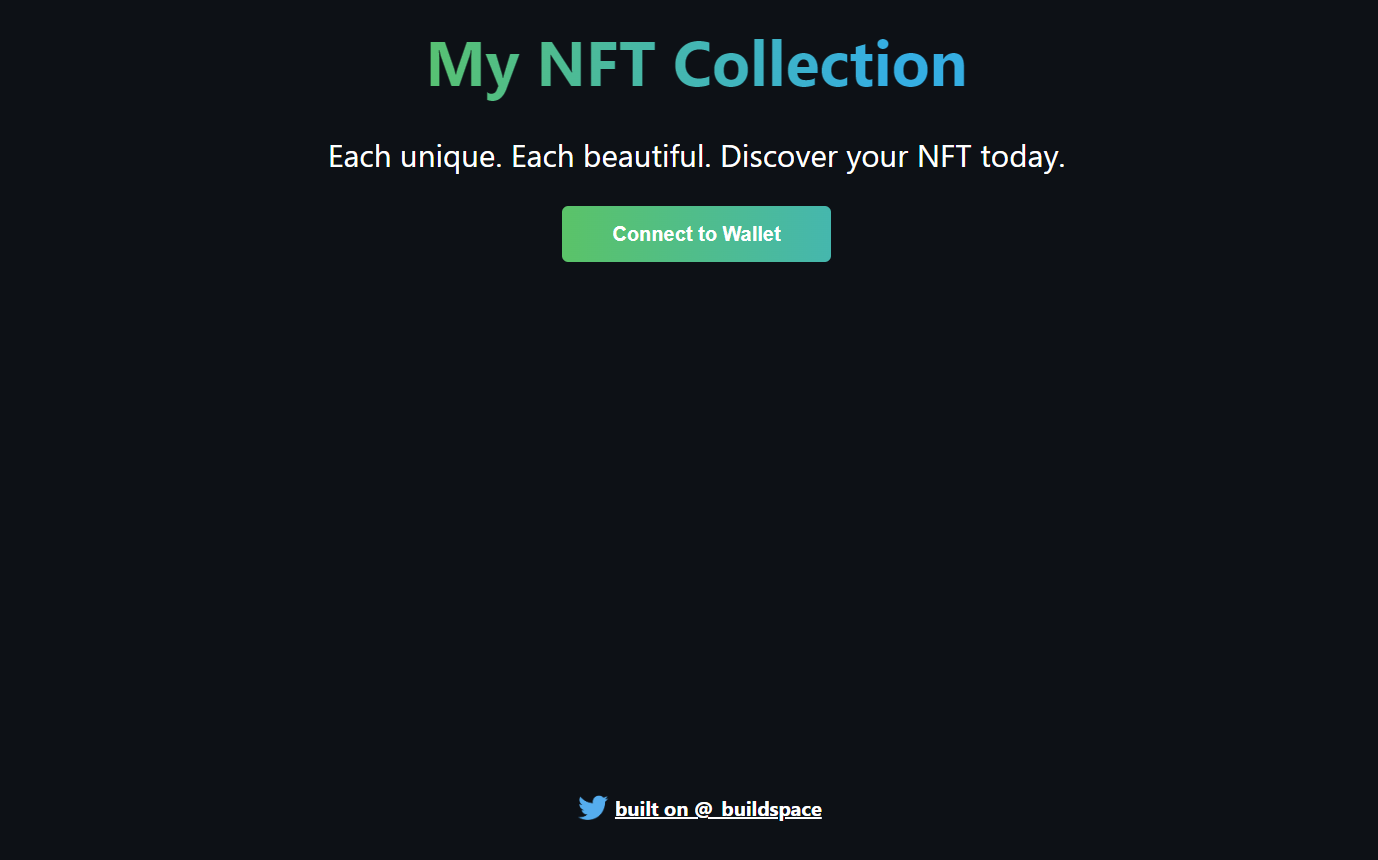 My NFT Collection
Each unique. Each beautiful. Discover your NFT today.
Connect to Wallet
built on @_buildspace